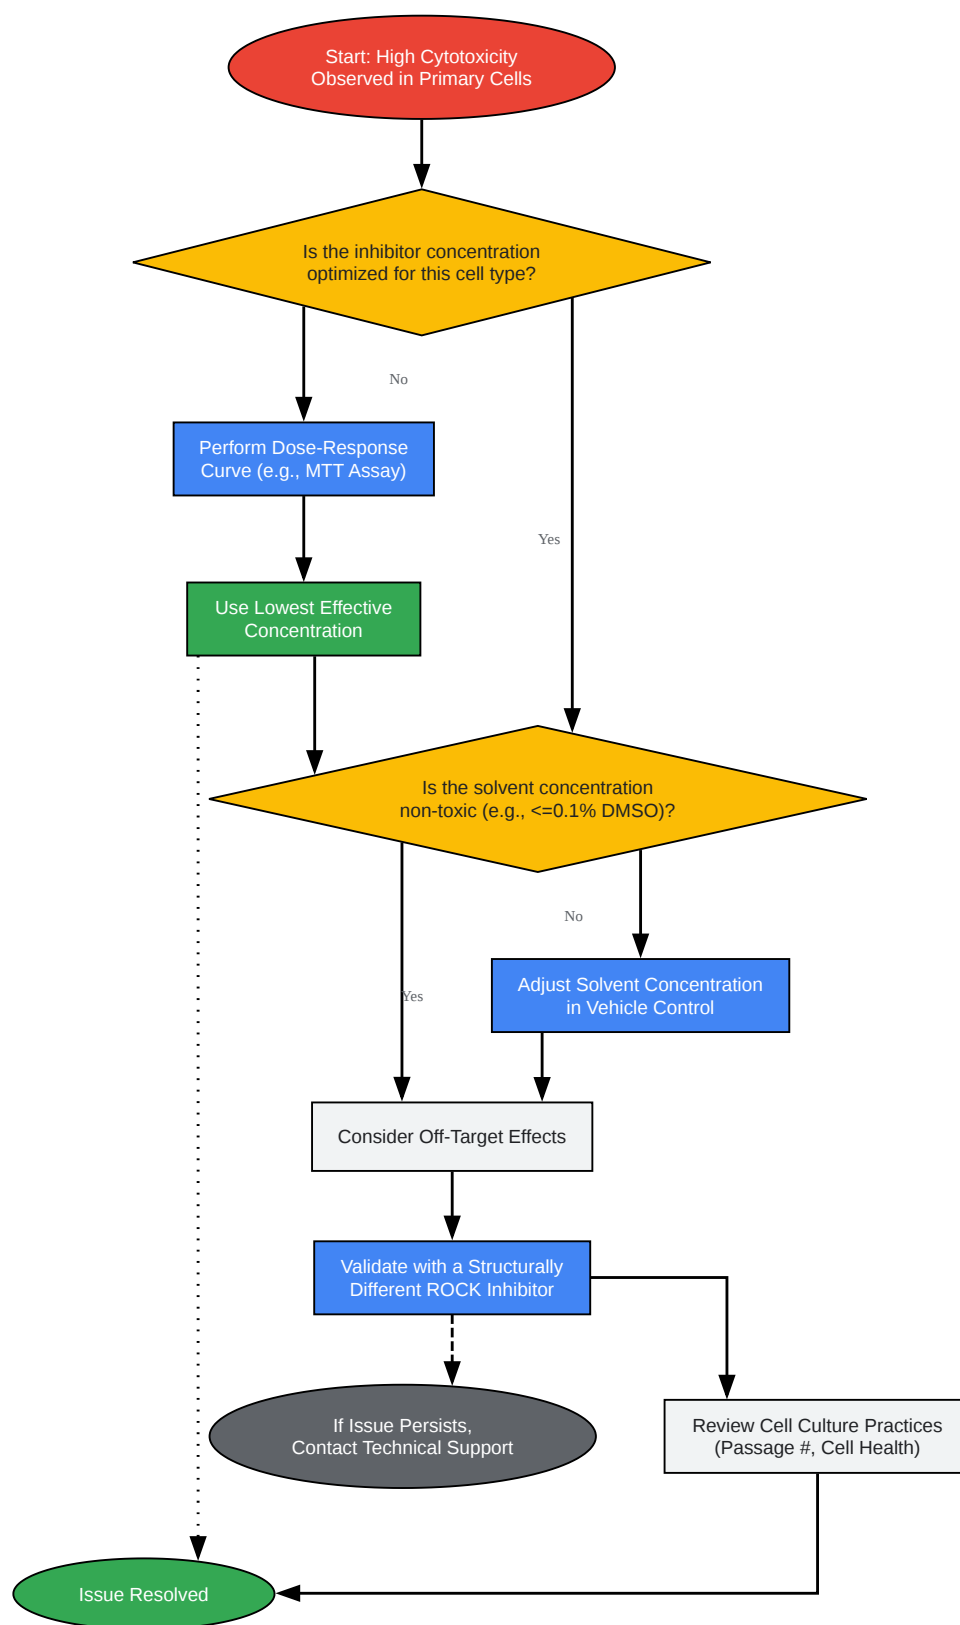 Start: High Cytotoxicity
Observed in Primary Cells
Is the inhibitor concentration
optimized for this cell type?
No
Perform Dose-Response
Curve (e.g., MTT Assay)
Yes
Use Lowest Effective
Concentration
Is the solvent concentration
non-toxic (e.g., <=0.1% DMSO)?
No
Yes
Adjust Solvent Concentration
in Vehicle Control
Consider Off-Target Effects
Validate with a Structurally
Different ROCK Inhibitor
If Issue Persists,
Contact Technical Support
Review Cell Culture Practices
(Passage #, Cell Health)
Issue Resolved